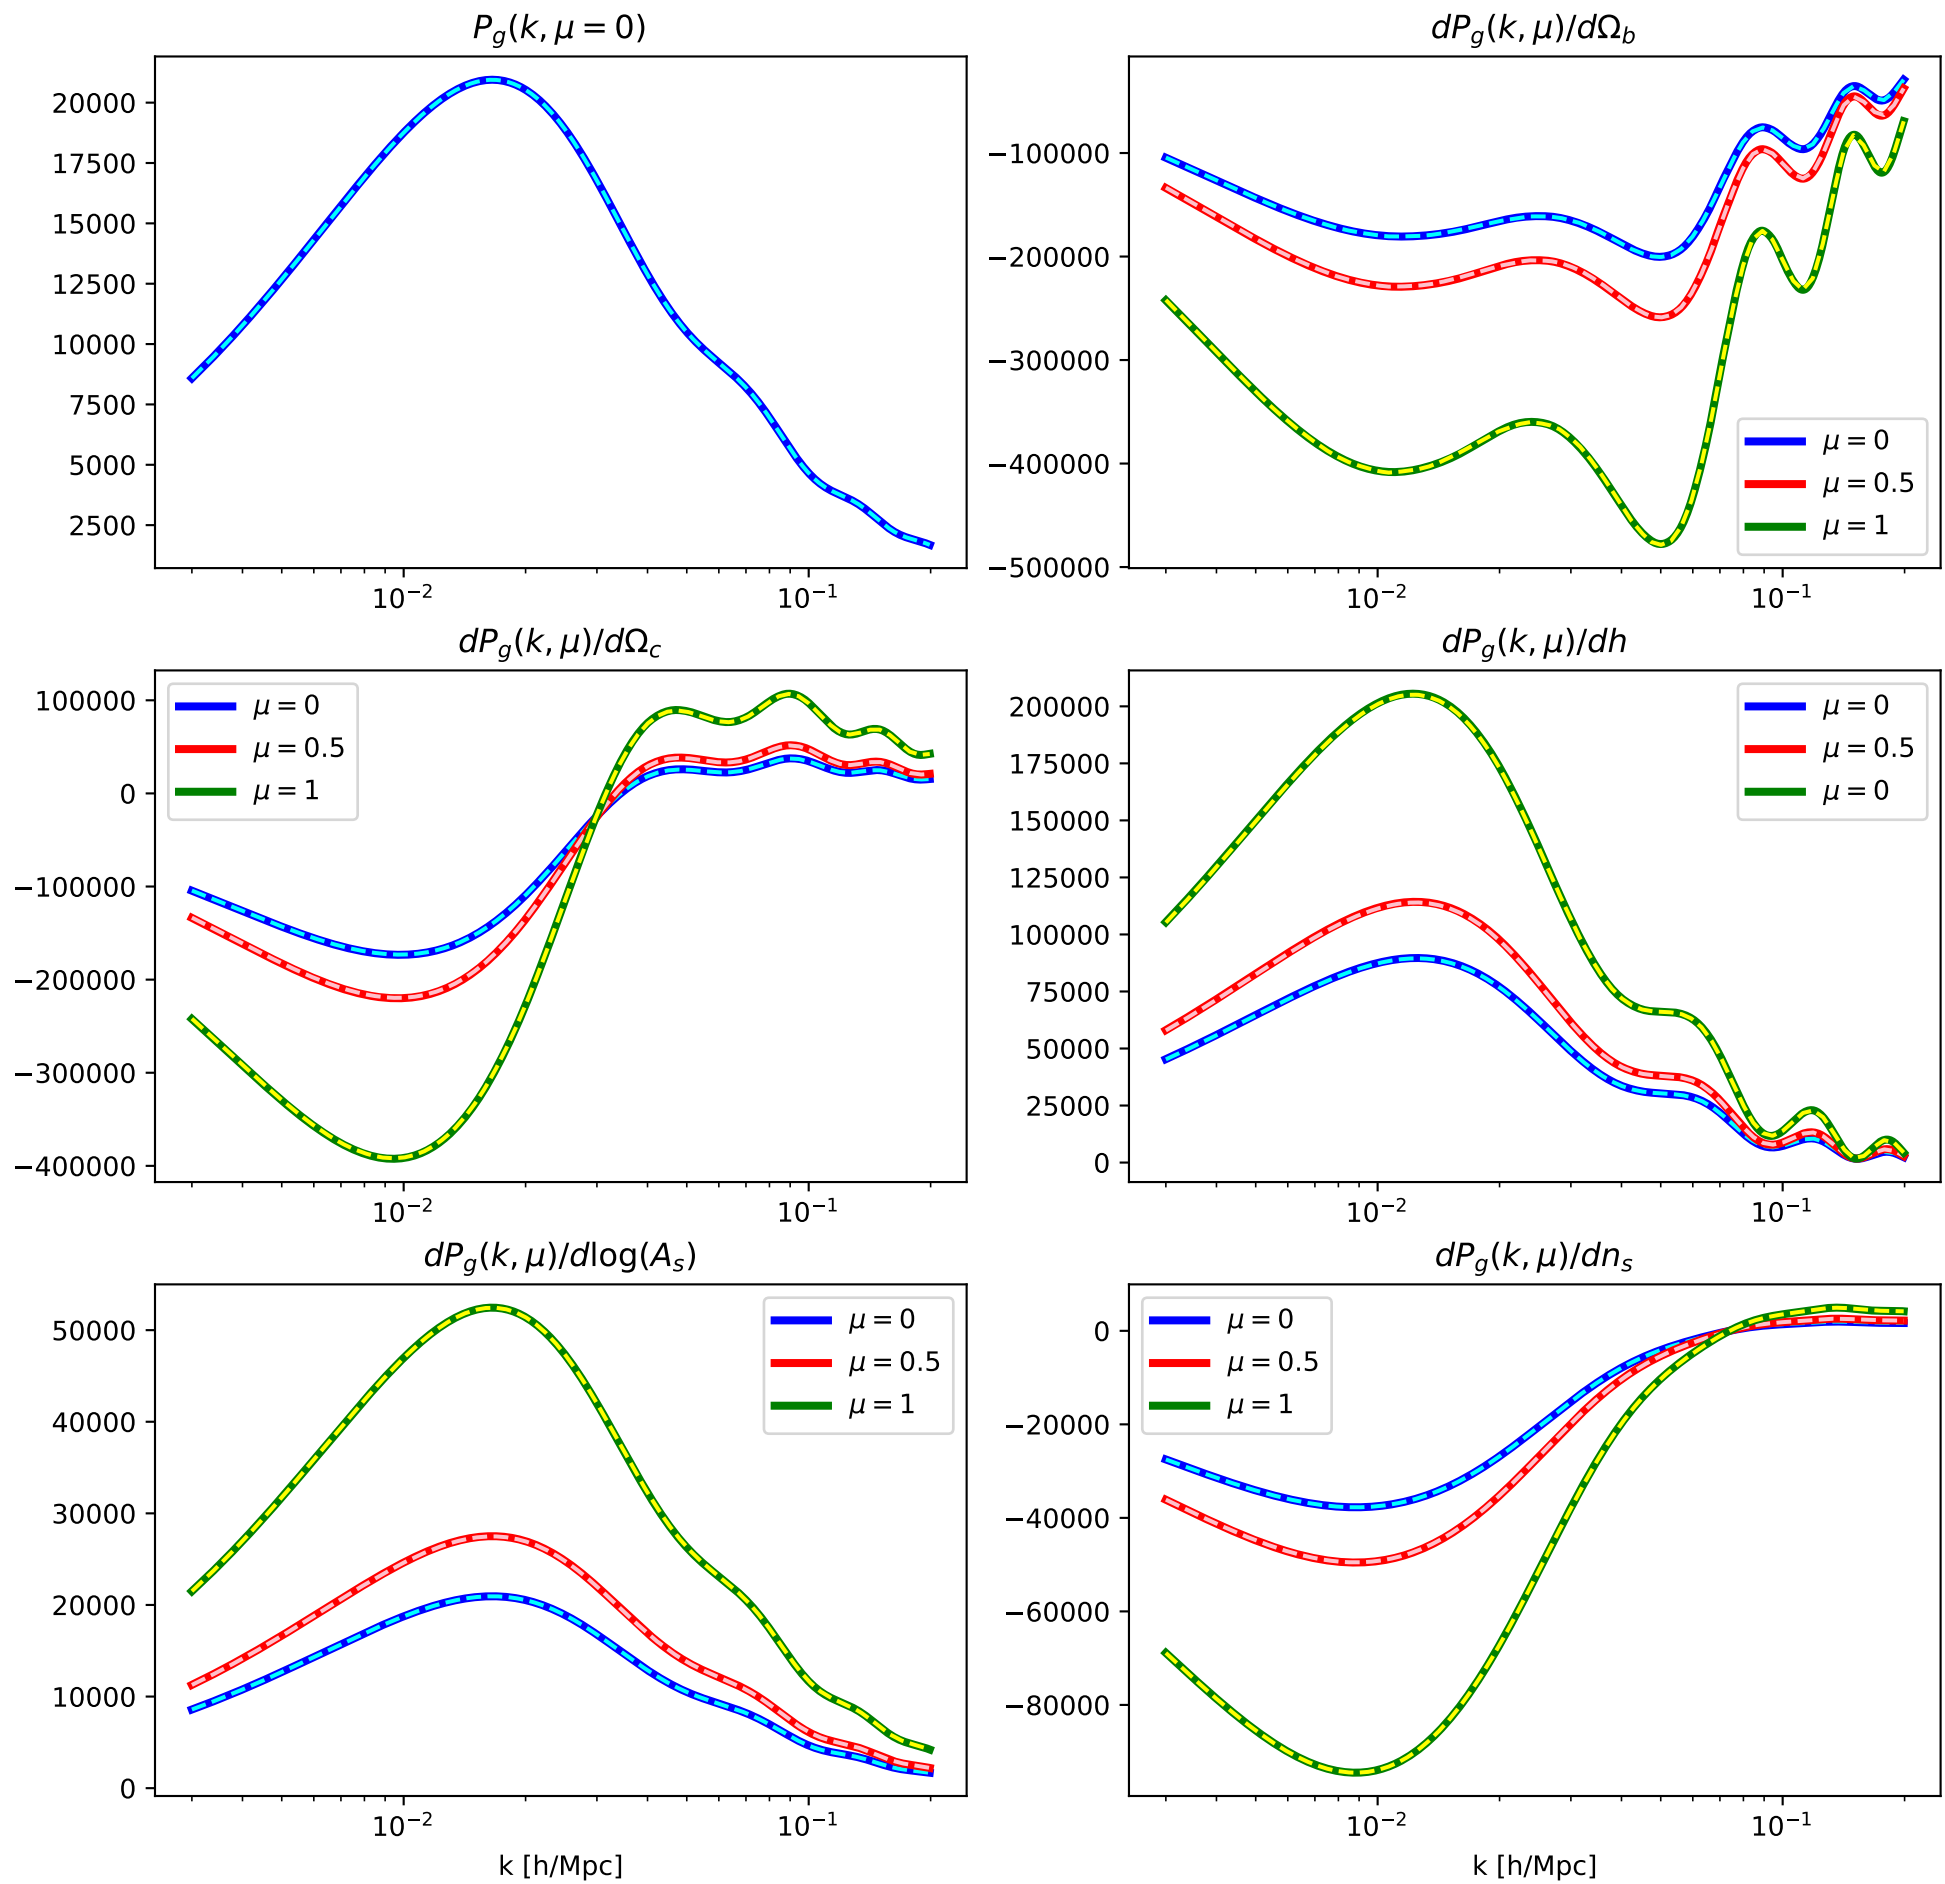 P_g(k, μ = 0)
20000
17500
15000
12500
10000
7500
5000
2500
10⁻² 10⁻¹
dP_g(k, μ)/dΩ_b
−100000
−200000
−300000
−400000
−500000
μ = 0
μ = 0.5
μ = 1
10⁻² 10⁻¹
dP_g(k, μ)/dΩ_c
100000
0
−100000
−200000
−300000
−400000
μ = 0
μ = 0.5
μ = 1
10⁻² 10⁻¹
dP_g(k, μ)/dh
200000
175000
150000
125000
100000
75000
50000
25000
0
μ = 0
μ = 0.5
μ = 0
10⁻² 10⁻¹
dP_g(k, μ)/dlog(A_s)
50000
40000
30000
20000
10000
0
μ = 0
μ = 0.5
μ = 1
10⁻² 10⁻¹
k [h/Mpc]
dP_g(k, μ)/dn_s
0
−20000
−40000
−60000
−80000
μ = 0
μ = 0.5
μ = 1
10⁻² 10⁻¹
k [h/Mpc]